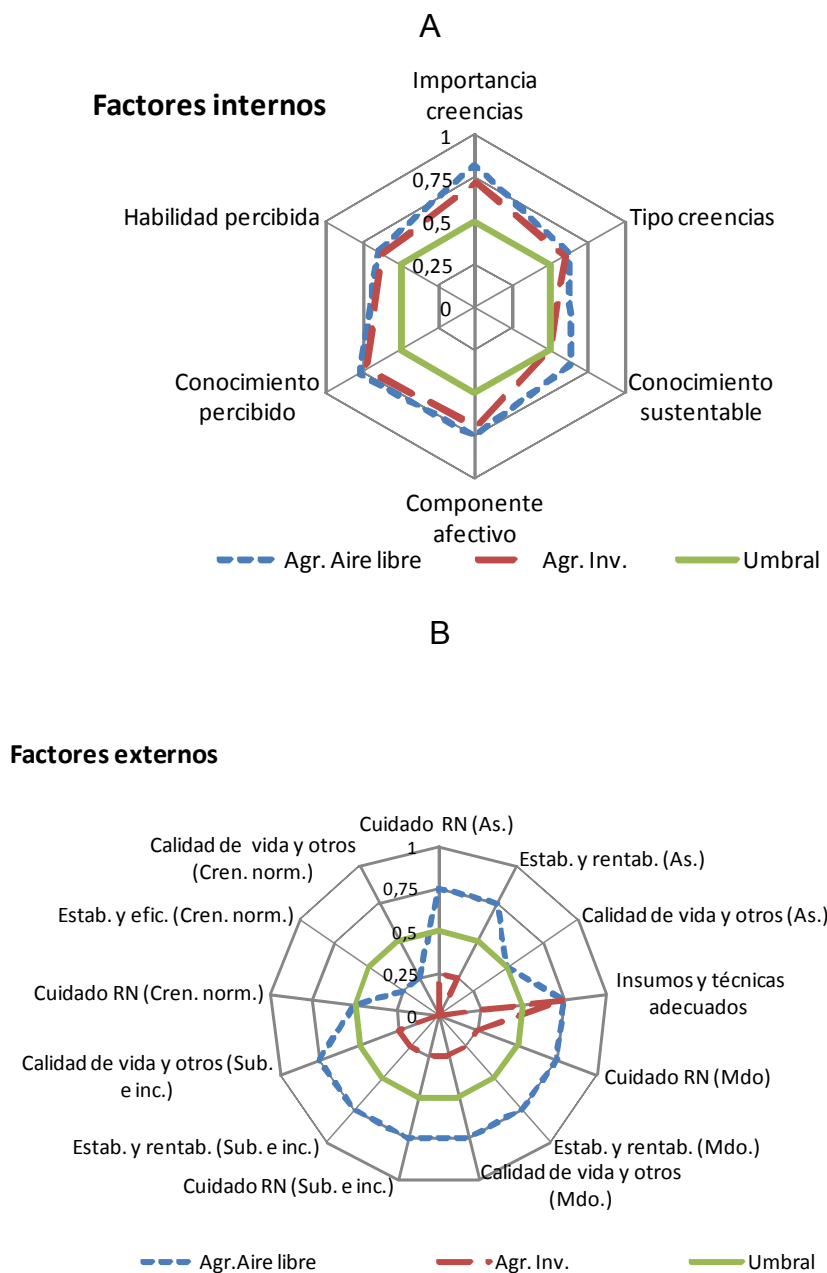 A
Factores internos
Importancia
creencias
1
0,75
0,5
0,25
0
Habilidad percibida
Tipo creencias
Conocimiento
percibido
Conocimiento
sustentable
Componente
afectivo
Agr. Aire libre
Agr. Inv.
Umbral
B
Factores externos
Cuidado RN (As.)
Calidad de vida y otros
(Cren. norm.)
1
Estab. y rentab. (As.)
0,75
Estab. y efic. (Cren. norm.)
Calidad de vida y otros (As.)
0,5
0,25
Cuidado RN (Cren. norm.)
Insumos y técnicas
adecuados
0
Calidad de vida y otros (Sub.
e inc.)
Cuidado RN (Mdo)
Estab. y rentab. (Sub. e inc.)
Estab. y rentab. (Mdo.)
Cuidado RN (Sub. e inc.)
Calidad de vida y otros
(Mdo.)
Agr.Aire libre
Agr. Inv.
Umbral